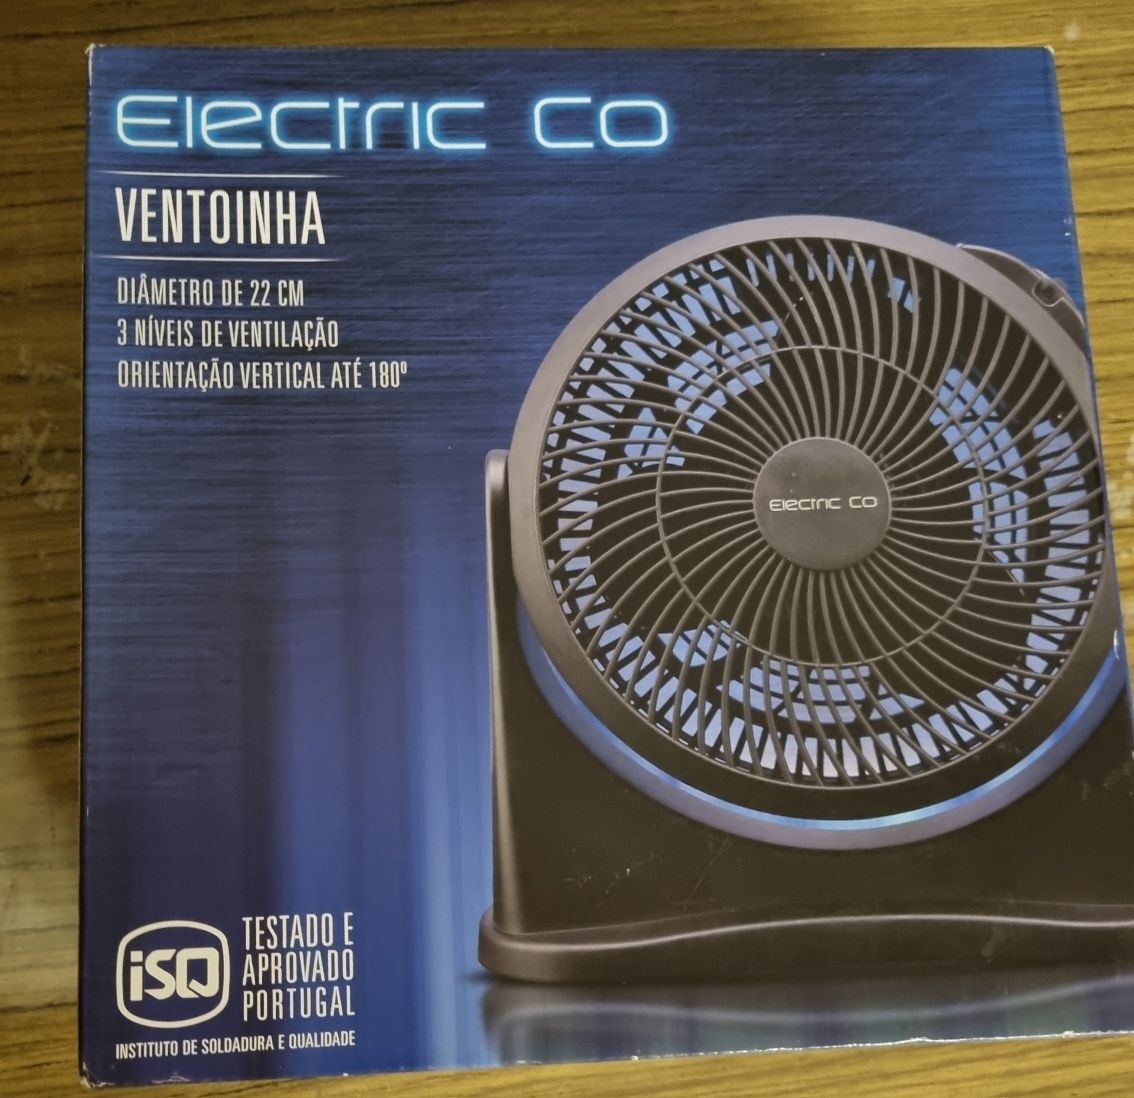 Electric Co
VENTOINHA
DIÂMETRO DE 22 CM
3 NÍVEIS DE VENTILAÇÃO
ORIENTAÇÃO VERTICAL ATÉ 180º
Electric Co
iSQ
TESTADO E
APROVADO
PORTUGAL
INSTITUTO DE SOLDADURA E QUALIDADE